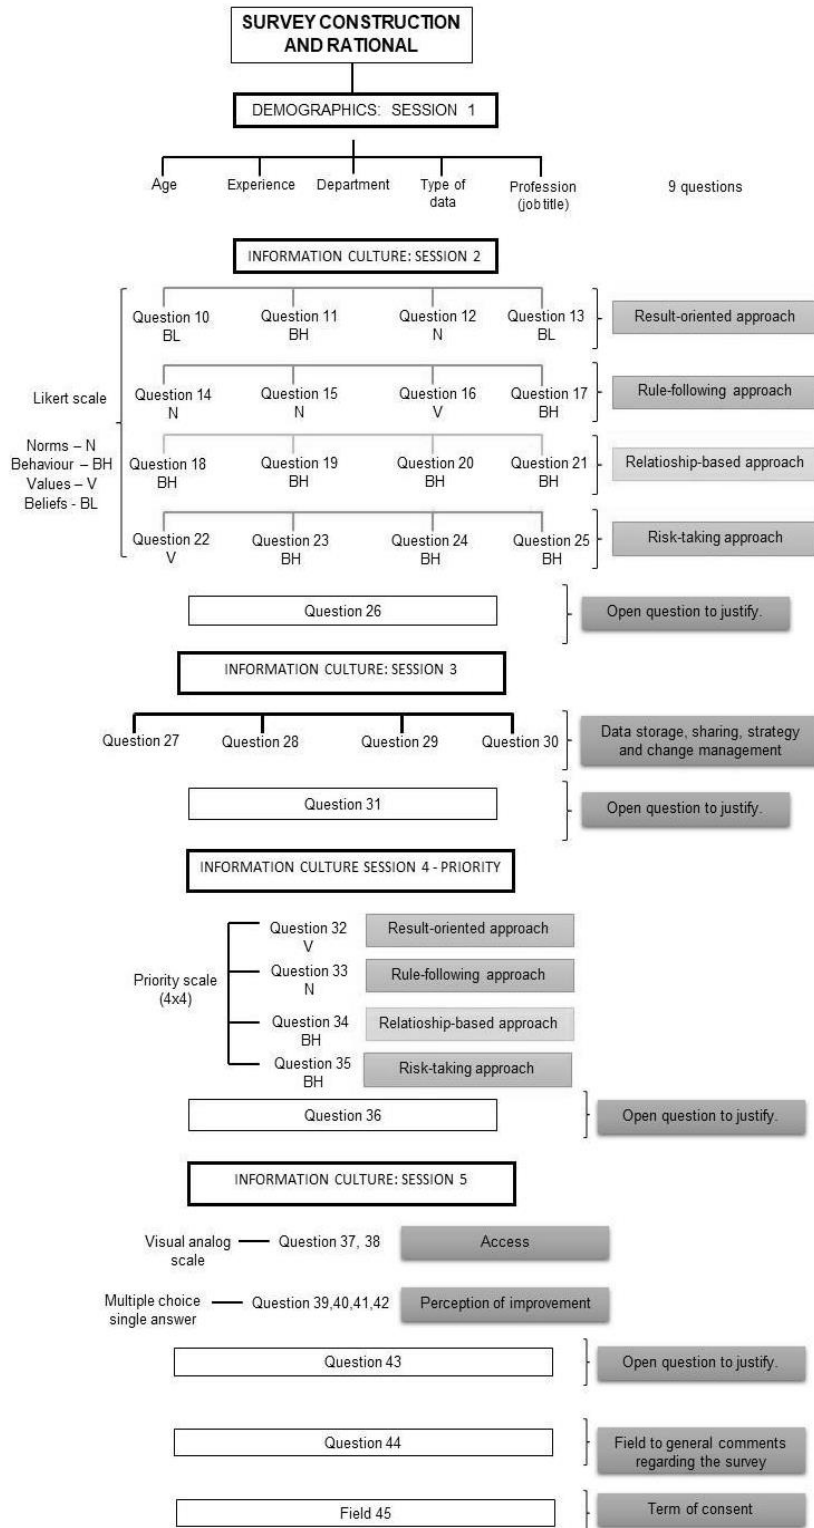 SURVEY CONSTRUCTION
AND RATIONAL
DEMOGRAPHICS: SESSION 1
Age
Experience
Department
Type of
data
Profession
(job title)
9 questions
INFORMATION CULTURE: SESSION 2
Likert scale
Norms – N
Behaviour – BH
Values – V
Beliefs - BL
Question 10
BL
Question 11
BH
Question 12
N
Question 13
BL
Result-oriented approach
Question 14
N
Question 15
N
Question 16
V
Question 17
BH
Rule-following approach
Question 18
BH
Question 19
BH
Question 20
BH
Question 21
BH
Relatioship-based approach
Question 22
V
Question 23
BH
Question 24
BH
Question 25
BH
Risk-taking approach
Question 26
Open question to justify.
INFORMATION CULTURE: SESSION 3
Question 27
Question 28
Question 29
Question 30
Data storage, sharing, strategy
and change management
Question 31
Open question to justify.
INFORMATION CULTURE SESSION 4 - PRIORITY
Priority scale
(4x4)
Question 32
V
Result-oriented approach
Question 33
N
Rule-following approach
Question 34
BH
Relatioship-based approach
Question 35
BH
Risk-taking approach
Question 36
Open question to justify.
INFORMATION CULTURE: SESSION 5
Visual analog
scale
Question 37, 38
Access
Multiple choice
single answer
Question 39,40,41,42
Perception of improvement
Question 43
Open question to justify.
Question 44
Field to general comments
regarding the survey
Field 45
Term of consent